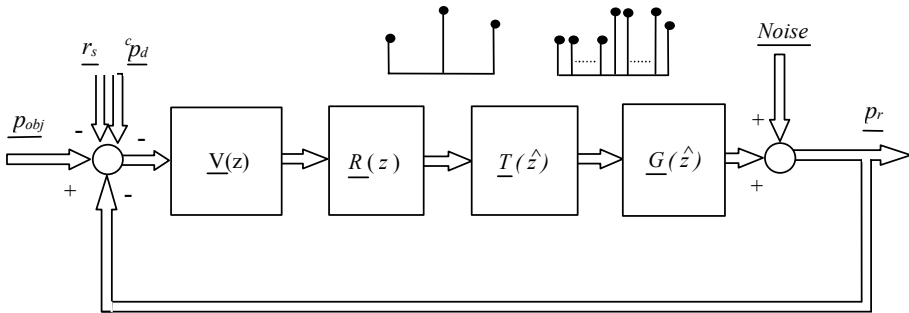 r_s ^c p_d
Noise
p_obj
- -
+ -
V(z)
R(z)
T(ẑ)
G(ẑ)
+
+
p_r
........ ........